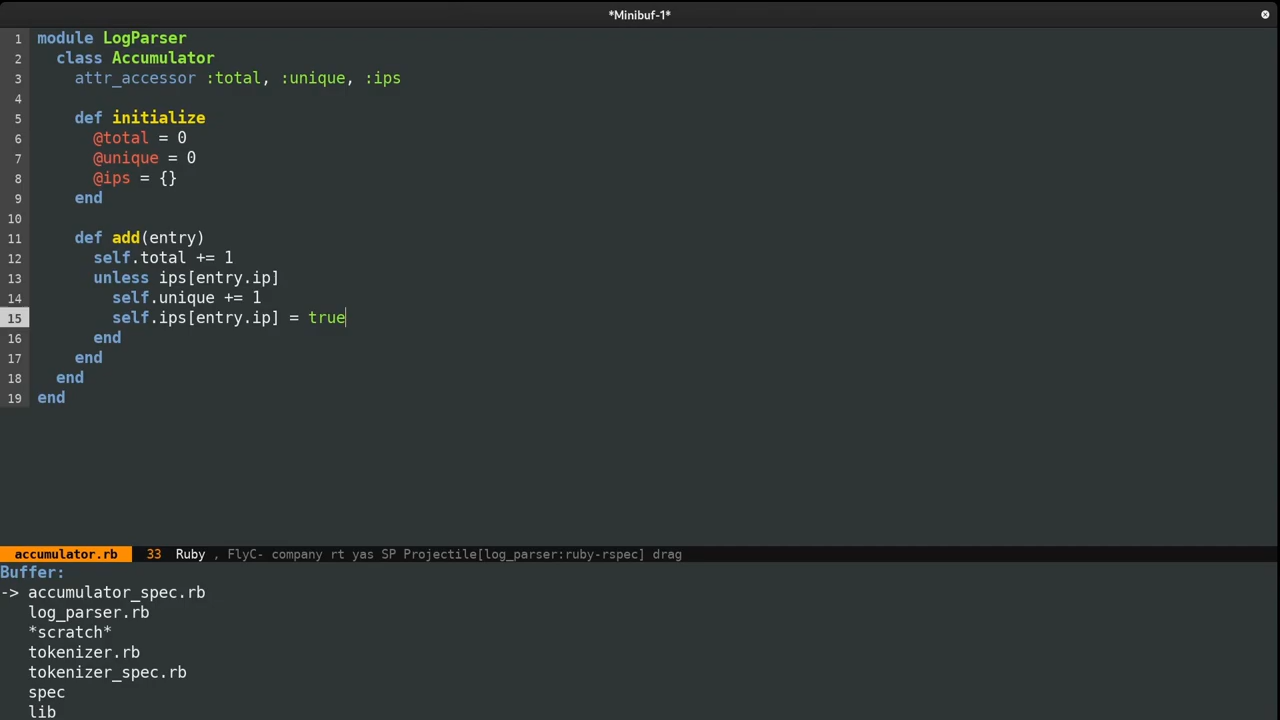 *Minibuf-1*
1 module LogParser
2 class Accumulator
3 attr_accessor :total, :unique, :ips
4
5 def initialize
6 @total = 0
7 @unique = 0
8 @ips = {}
9 end
10
11 def add(entry)
12 self.total += 1
13 unless ips[entry.ip]
14 self.unique += 1
15 self.ips[entry.ip] = true
16 end
17 end
18 end
19 end
accumulator.rb 33 Ruby , FlyC- company rt yas SP Projectile[log_parser:ruby-rspec] drag
Buffer:
-> accumulator_spec.rb
log_parser.rb
*scratch*
tokenizer.rb
tokenizer_spec.rb
spec
lib